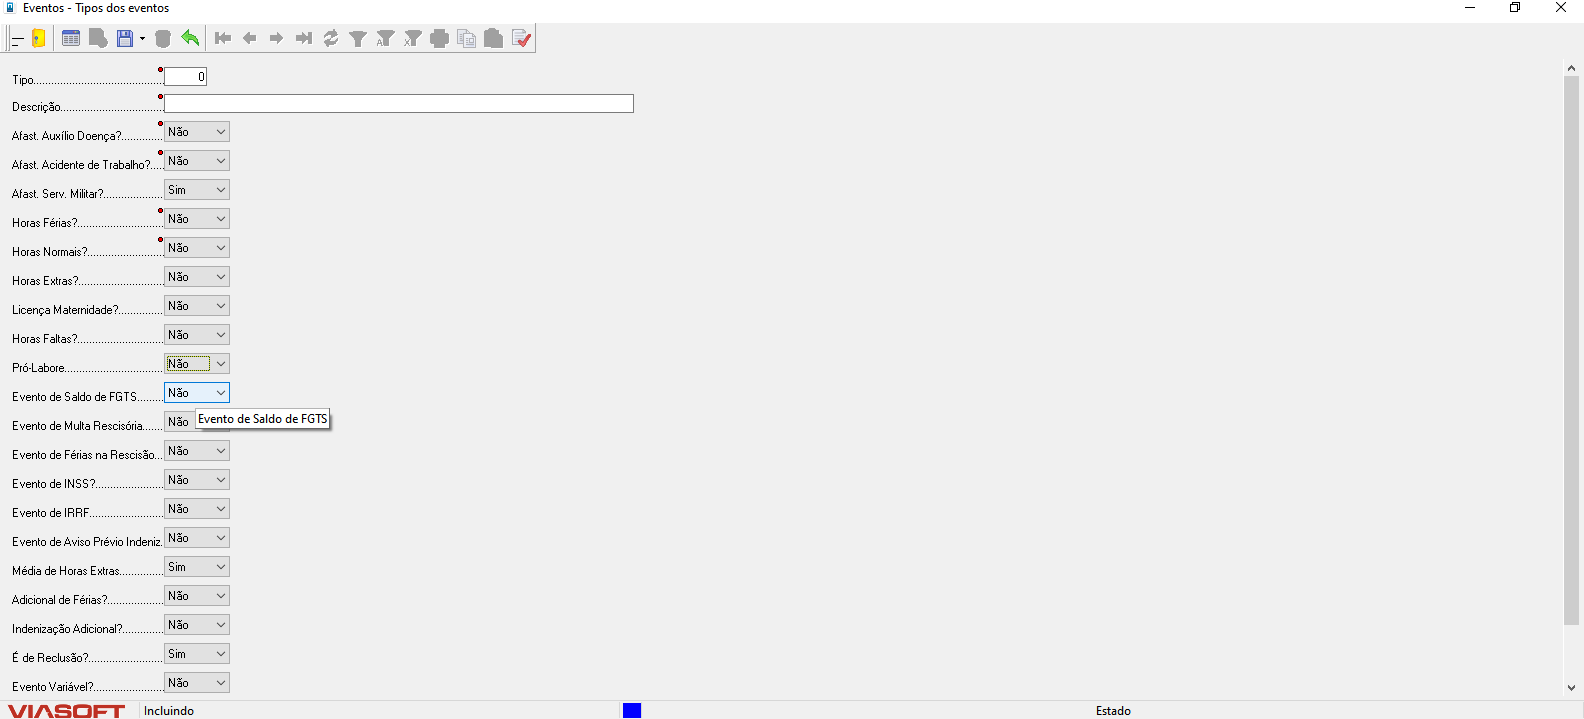 Eventos - Tipos dos eventos
Tipo 0
Descrição
Afast. Auxílio Doença? Não
Afast. Acidente de Trabalho? Não
Afast. Serv. Militar? Sim
Horas Férias? Não
Horas Normais? Não
Horas Extras? Não
Licença Maternidade? Não
Horas Faltas? Não
Pró-Labore Não
Evento de Saldo de FGTS Não
Evento de Saldo de FGTS
Evento de Multa Rescisória Não
Evento de Férias na Rescisão Não
Evento de INSS? Não
Evento de IRRF Não
Evento de Aviso Prévio Indeniz. Não
Média de Horas Extras Sim
Adicional de Férias? Não
Indenização Adicional? Não
É de Reclusão? Sim
Evento Variável? Não
VIASOFT Incluindo Estado